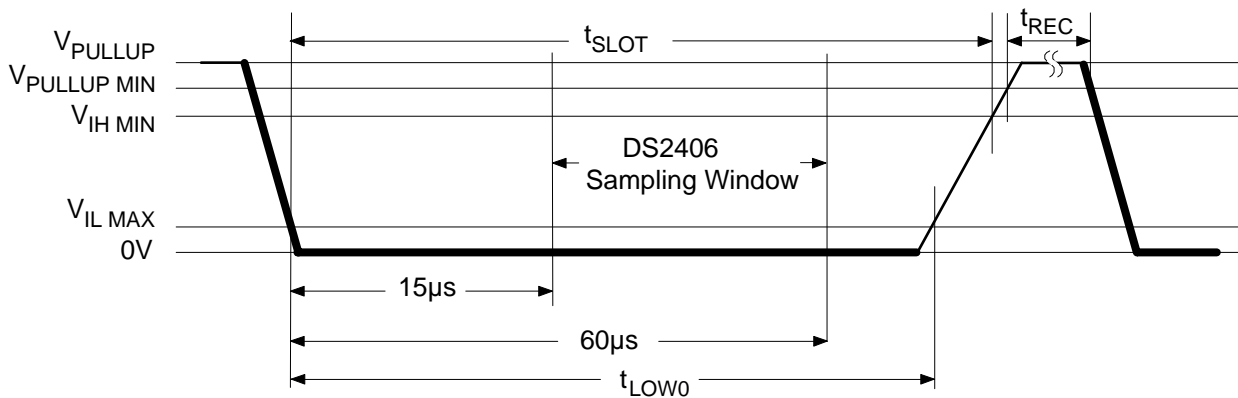 t_SLOT
t_REC
V_PULLUP
V_PULLUP MIN
V_IH MIN
DS2406
Sampling Window
V_IL MAX
0V
15µs
60µs
t_LOW0